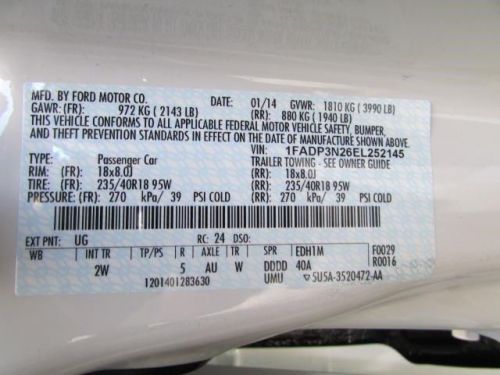 MFD. BY FORD MOTOR CO. DATE: 01/14 GVWR: 1810 KG ( 3990 LB)
GAWR: (FR): 972 KG ( 2143 LB) (RR): 880 KG ( 1940 LB)
THIS VEHICLE CONFORMS TO ALL APPLICABLE FEDERAL MOTOR VEHICLE SAFETY, BUMPER,
AND THEFT PREVENTION STANDARDS IN EFFECT ON THE DATE OF MANUFACTURE SHOWN ABOVE.
VIN: 1FADP3N26EL252145
TYPE: Passenger Car TRAILER TOWING - SEE OWNER GUIDE
RIM: (FR) 18x8.0J (RR) 18x8.0J
TIRE: (FR) 235/40R18 95W (RR) 235/40R18 95W
PRESSURE: (FR) 270 kPa/ 39 PSI COLD (RR) 270 kPa/ 39 PSI COLD
EXT PNT: UG RC: 24 DSO:
WB INT TR TP/PS R AXLE TR SPR EDH1M F0029
2W 5 AU W DDDD 40A R0016
1201401283630 UMU ▽ 5U5A-3520472-AA